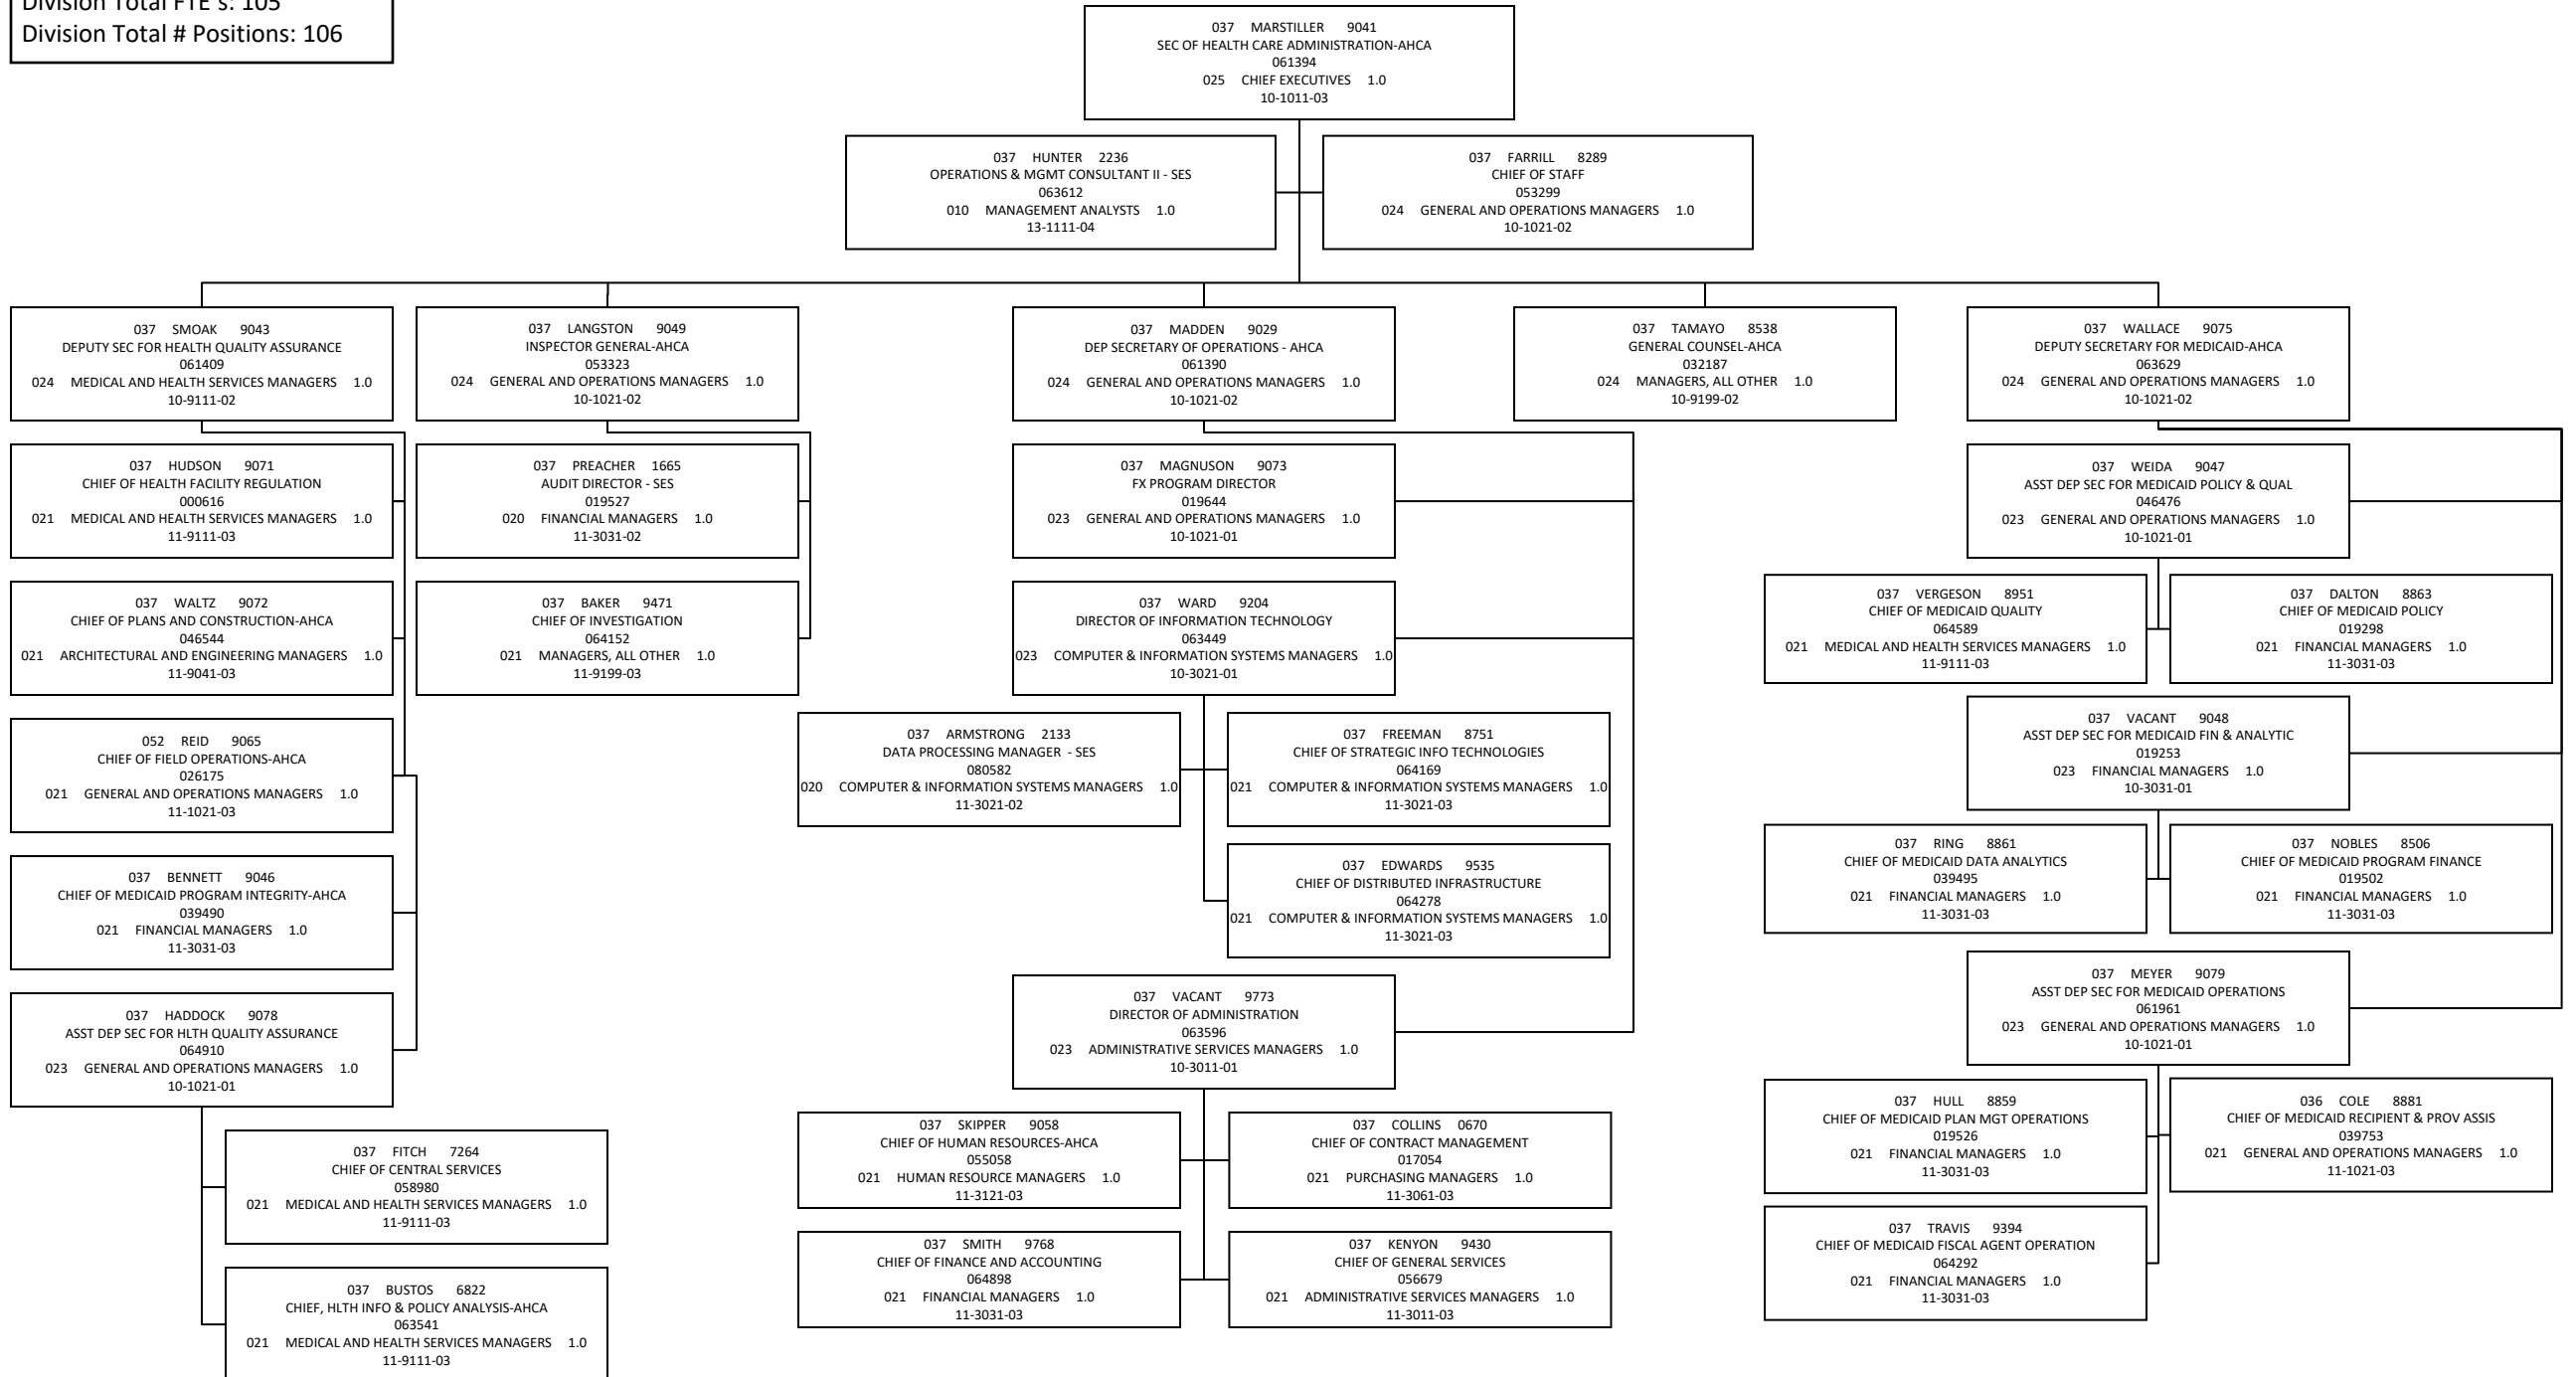 Division Total FTE's: 105
Division Total # Positions: 106
037 MARSTILLER 9041
SEC OF HEALTH CARE ADMINISTRATION-AHCA
061394
025 CHIEF EXECUTIVES 1.0
10-1011-03
037 HUNTER 2236
OPERATIONS & MGMT CONSULTANT II - SES
063612
010 MANAGEMENT ANALYSTS 1.0
13-1111-04
037 FARRILL 8289
CHIEF OF STAFF
053299
024 GENERAL AND OPERATIONS MANAGERS 1.0
10-1021-02
037 SMOAK 9043
DEPUTY SEC FOR HEALTH QUALITY ASSURANCE
061409
024 MEDICAL AND HEALTH SERVICES MANAGERS 1.0
10-9111-02
037 LANGSTON 9049
INSPECTOR GENERAL-AHCA
053323
024 GENERAL AND OPERATIONS MANAGERS 1.0
10-1021-02
037 MADDEN 9029
DEP SECRETARY OF OPERATIONS - AHCA
061390
024 GENERAL AND OPERATIONS MANAGERS 1.0
10-1021-02
037 TAMAYO 8538
GENERAL COUNSEL-AHCA
032187
024 MANAGERS, ALL OTHER 1.0
10-9199-02
037 WALLACE 9075
DEPUTY SECRETARY FOR MEDICAID-AHCA
063629
024 GENERAL AND OPERATIONS MANAGERS 1.0
10-1021-02
037 HUDSON 9071
CHIEF OF HEALTH FACILITY REGULATION
000616
021 MEDICAL AND HEALTH SERVICES MANAGERS 1.0
11-9111-03
037 PREACHER 1665
AUDIT DIRECTOR - SES
019527
020 FINANCIAL MANAGERS 1.0
11-3031-02
037 MAGNUSON 9073
FX PROGRAM DIRECTOR
019644
023 GENERAL AND OPERATIONS MANAGERS 1.0
10-1021-01
037 WEIDA 9047
ASST DEP SEC FOR MEDICAID POLICY & QUAL
046476
023 GENERAL AND OPERATIONS MANAGERS 1.0
10-1021-01
037 WALTZ 9072
CHIEF OF PLANS AND CONSTRUCTION-AHCA
046544
021 ARCHITECTURAL AND ENGINEERING MANAGERS 1.0
11-9041-03
037 BAKER 9471
CHIEF OF INVESTIGATION
064152
021 MANAGERS, ALL OTHER 1.0
11-9199-03
037 WARD 9204
DIRECTOR OF INFORMATION TECHNOLOGY
063449
023 COMPUTER & INFORMATION SYSTEMS MANAGERS 1.0
10-3021-01
037 VERGESON 8951
CHIEF OF MEDICAID QUALITY
064589
021 MEDICAL AND HEALTH SERVICES MANAGERS 1.0
11-9111-03
037 DALTON 8863
CHIEF OF MEDICAID POLICY
019298
021 FINANCIAL MANAGERS 1.0
11-3031-03
052 REID 9065
CHIEF OF FIELD OPERATIONS-AHCA
026175
021 GENERAL AND OPERATIONS MANAGERS 1.0
11-1021-03
037 ARMSTRONG 2133
DATA PROCESSING MANAGER - SES
080582
020 COMPUTER & INFORMATION SYSTEMS MANAGERS 1.0
11-3021-02
037 FREEMAN 8751
CHIEF OF STRATEGIC INFO TECHNOLOGIES
064169
021 COMPUTER & INFORMATION SYSTEMS MANAGERS 1.0
11-3021-03
037 VACANT 9048
ASST DEP SEC FOR MEDICAID FIN & ANALYTIC
019253
023 FINANCIAL MANAGERS 1.0
10-3031-01
037 BENNETT 9046
CHIEF OF MEDICAID PROGRAM INTEGRITY-AHCA
039490
021 FINANCIAL MANAGERS 1.0
11-3031-03
037 EDWARDS 9535
CHIEF OF DISTRIBUTED INFRASTRUCTURE
064278
021 COMPUTER & INFORMATION SYSTEMS MANAGERS 1.0
11-3021-03
037 RING 8861
CHIEF OF MEDICAID DATA ANALYTICS
039495
021 FINANCIAL MANAGERS 1.0
11-3031-03
037 NOBLES 8506
CHIEF OF MEDICAID PROGRAM FINANCE
019502
021 FINANCIAL MANAGERS 1.0
11-3031-03
037 HADDOCK 9078
ASST DEP SEC FOR HLTH QUALITY ASSURANCE
064910
023 GENERAL AND OPERATIONS MANAGERS 1.0
10-1021-01
037 VACANT 9773
DIRECTOR OF ADMINISTRATION
063596
023 ADMINISTRATIVE SERVICES MANAGERS 1.0
10-3011-01
037 MEYER 9079
ASST DEP SEC FOR MEDICAID OPERATIONS
061961
023 GENERAL AND OPERATIONS MANAGERS 1.0
10-1021-01
037 FITCH 7264
CHIEF OF CENTRAL SERVICES
058980
021 MEDICAL AND HEALTH SERVICES MANAGERS 1.0
11-9111-03
037 SKIPPER 9058
CHIEF OF HUMAN RESOURCES-AHCA
055058
021 HUMAN RESOURCE MANAGERS 1.0
11-3121-03
037 COLLINS 0670
CHIEF OF CONTRACT MANAGEMENT
017054
021 PURCHASING MANAGERS 1.0
11-3061-03
037 HULL 8859
CHIEF OF MEDICAID PLAN MGT OPERATIONS
019526
021 FINANCIAL MANAGERS 1.0
11-3031-03
036 COLE 8881
CHIEF OF MEDICAID RECIPIENT & PROV ASSIS
039753
021 GENERAL AND OPERATIONS MANAGERS 1.0
11-1021-03
037 BUSTOS 6822
CHIEF, HLTH INFO & POLICY ANALYSIS-AHCA
063541
021 MEDICAL AND HEALTH SERVICES MANAGERS 1.0
11-9111-03
037 SMITH 9768
CHIEF OF FINANCE AND ACCOUNTING
064898
021 FINANCIAL MANAGERS 1.0
11-3031-03
037 KENYON 9430
CHIEF OF GENERAL SERVICES
056679
021 ADMINISTRATIVE SERVICES MANAGERS 1.0
11-3011-03
037 TRAVIS 9394
CHIEF OF MEDICAID FISCAL AGENT OPERATION
064292
021 FINANCIAL MANAGERS 1.0
11-3031-03